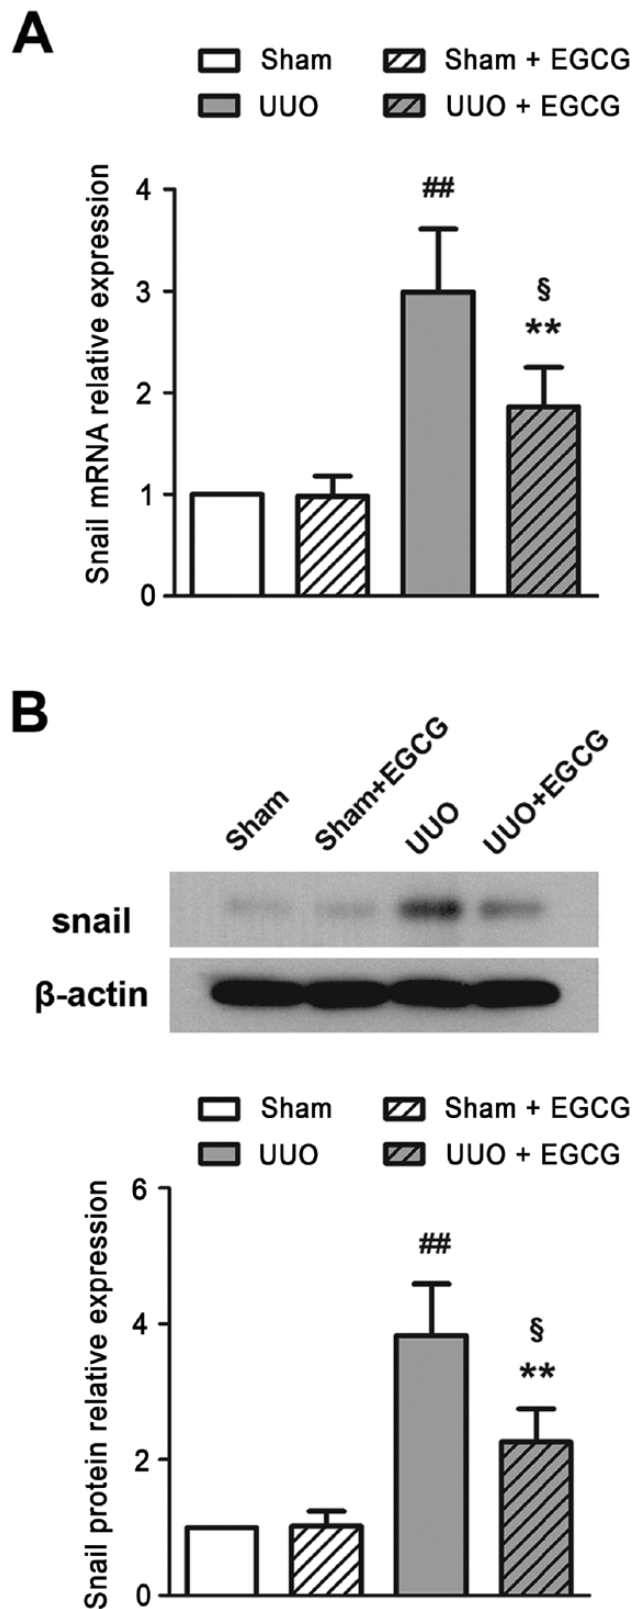 A
Sham
Sham + EGCG
UUO
UUO + EGCG
Snail mRNA relative expression
4
3
2
1
0
##
§
**
B
Sham
Sham+EGCG
UUO
UUO+EGCG
snail
β-actin
Sham
Sham + EGCG
UUO
UUO + EGCG
Snail protein relative expression
6
4
2
0
##
§
**